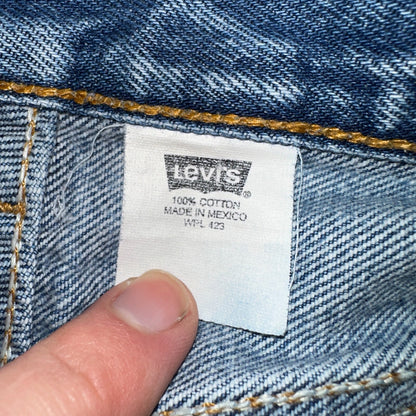 Levi's®
100% COTTON
MADE IN MEXICO
WPL 423